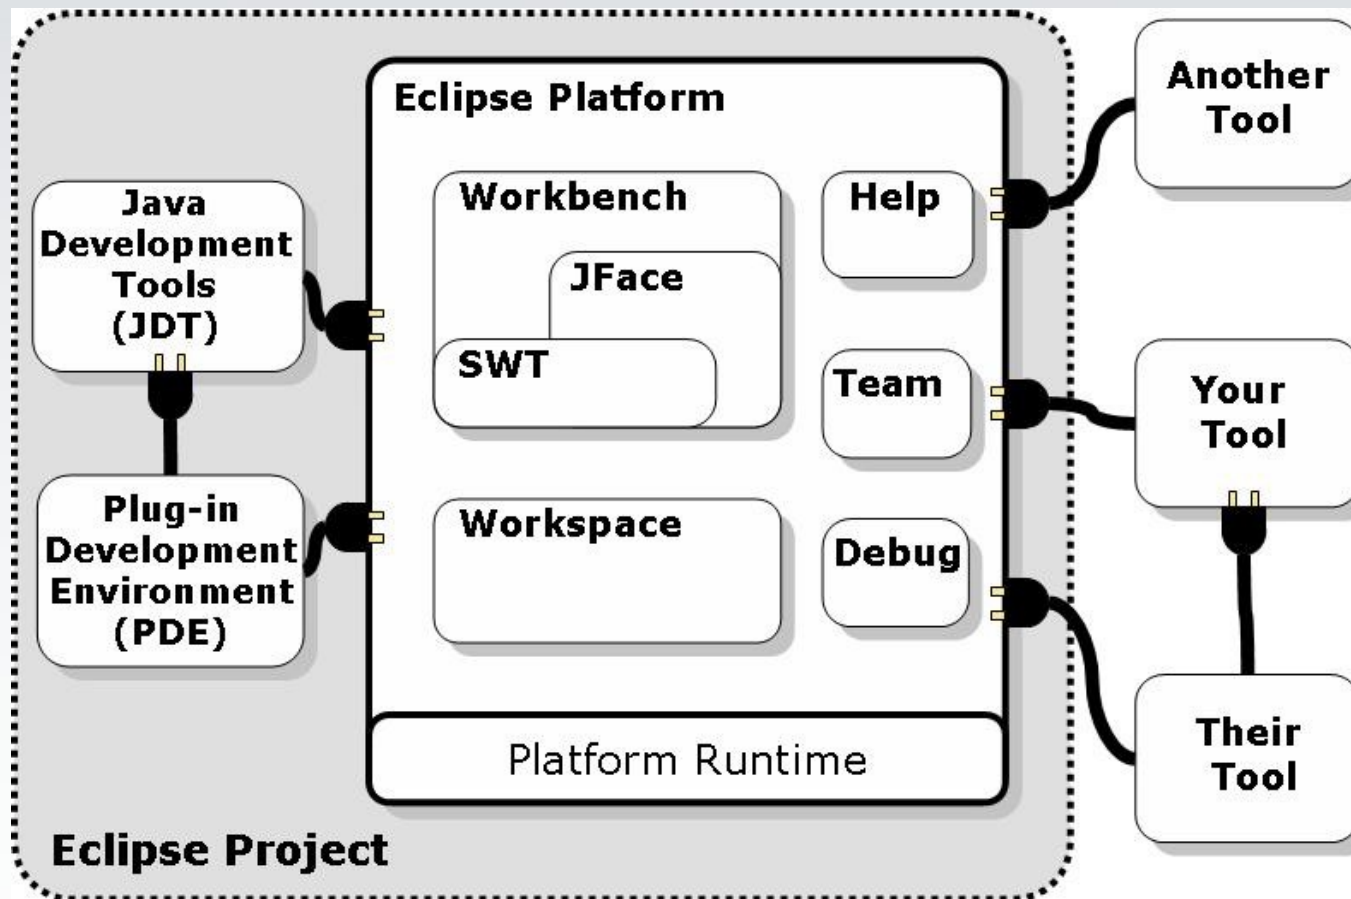 Eclipse Platform
Another
Tool
Workbench
Help
Java
Development
Tools
(JDT)
JFace
SWT
Team
Your
Tool
Plug-in
Development
Environment
(PDE)
Workspace
Debug
Their
Tool
Platform Runtime
Eclipse Project